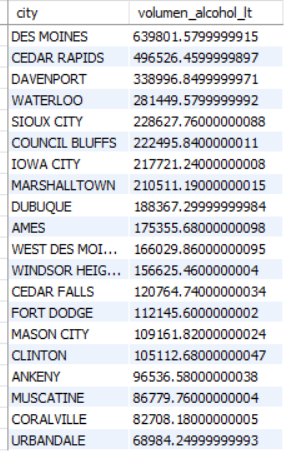 city volumen_alcohol_lt
DES MOINES 639801.5799999915
CEDAR RAPIDS 496526.4599999897
DAVENPORT 338996.8499999971
WATERLOO 281449.5799999992
SIOUX CITY 228627.76000000088
COUNCIL BLUFFS 222495.84000000011
IOWA CITY 217721.24000000008
MARSHALLTOWN 210511.19000000015
DUBUQUE 188367.29999999984
AMES 175355.68000000098
WEST DES MOI... 166029.86000000095
WINDSOR HEIG... 156625.460000004
CEDAR FALLS 120764.74000000034
FORT DODGE 112145.6000000002
MASON CITY 109161.82000000024
CLINTON 105112.68000000047
ANKENY 96536.58000000038
MUSCATINE 86779.76000000004
CORALVILLE 82708.18000000005
URBANDALE 68984.24999999993